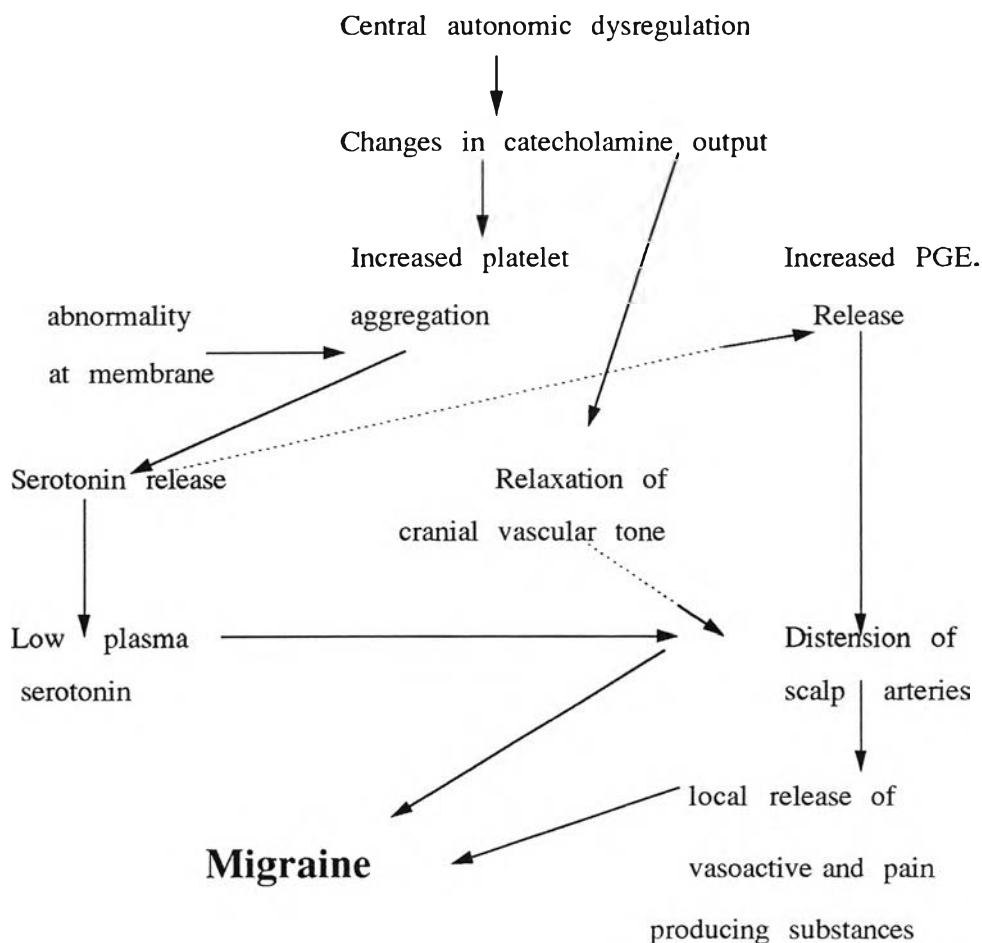 Central autonomic dysregulation
Changes in catecholamine output
Increased platelet
aggregation
Increased PGE.
Release
abnormality
at membrane
Serotonin release
Relaxation of
cranial vascular tone
Low plasma
serotonin
Distension of
scalp arteries
local release of
vasoactive and pain
producing substances
Migraine